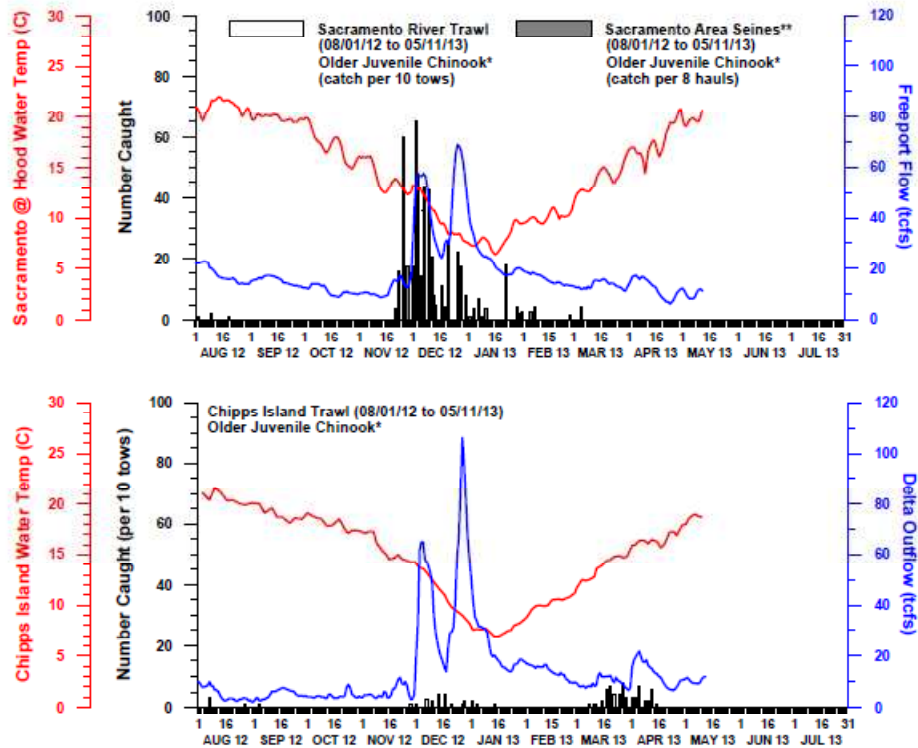 Sacramento @ Hood Water Temp (C)
30
25
20
15
10
5
0
Number Caught
100
80
60
40
20
0
Sacramento River Trawl
(08/01/12 to 05/11/13)
Older Juvenile Chinook*
(catch per 10 tows)
Sacramento Area Seines**
(08/01/12 to 05/11/13)
Older Juvenile Chinook*
(catch per 8 hauls)
120
100
80
60
40
20
0
Freeport Flow (tcfs)
1 16 1 16 1 16 1 16 1 16 1 16 1 15 1 16 1 16 1 16 1 16 1 16 31
AUG 12 SEP 12 OCT 12 NOV 12 DEC 12 JAN 13 FEB 13 MAR 13 APR 13 MAY 13 JUN 13 JUL 13
Chipps Island Water Temp (C)
30
25
20
15
10
5
0
Number Caught (per 10 tows)
100
80
60
40
20
0
Chipps Island Trawl (08/01/12 to 05/11/13)
Older Juvenile Chinook*
120
100
80
60
40
20
0
Delta Outflow (tcfs)
1 16 1 16 1 16 1 16 1 16 1 16 1 15 1 16 1 16 1 16 1 16 1 16 31
AUG 12 SEP 12 OCT 12 NOV 12 DEC 12 JAN 13 FEB 13 MAR 13 APR 13 MAY 13 JUN 13 JUL 13